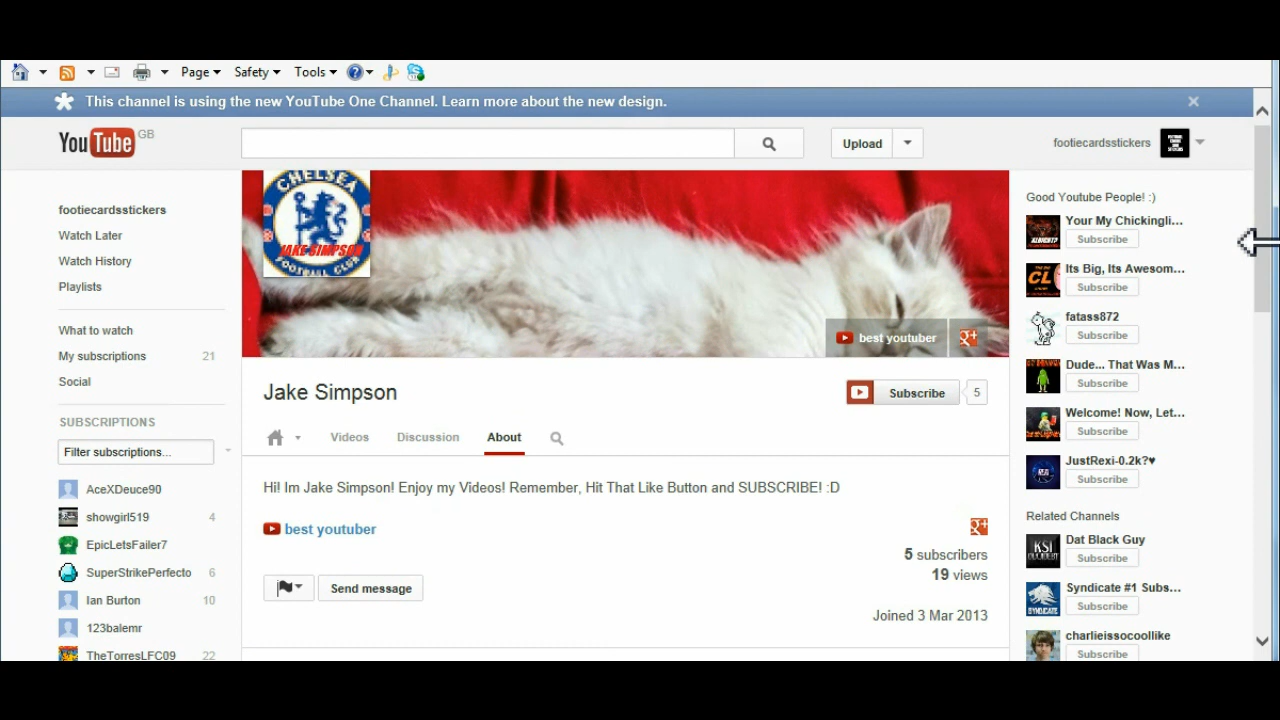 Page Safety Tools
This channel is using the new YouTube One Channel. Learn more about the new design.
YouTube GB
Upload
footiecardsstickers
footiecardsstickers
Watch Later
Watch History
Playlists
What to watch
My subscriptions 21
Social
SUBSCRIPTIONS
Filter subscriptions...
AceXDeuce90
showgirl519 4
EpicLetsFailer7
SuperStrikePerfecto 6
Ian Burton 10
123balemr
TheTorresLFC09 22
CHELSEA
JAKE SIMPSON
FOOTBALL CLUB
best youtuber
Jake Simpson
Subscribe 5
Videos Discussion About
Hi! Im Jake Simpson! Enjoy my Videos! Remember, Hit That Like Button and SUBSCRIBE! :D
best youtuber
5 subscribers
19 views
Send message
Joined 3 Mar 2013
Good Youtube People! :)
Your My Chickingli...
Subscribe
Its Big, Its Awesom...
Subscribe
CL
fatass872
Subscribe
Dude... That Was M...
Subscribe
Welcome! Now, Let...
Subscribe
JustRexi-0.2k?♥
Subscribe
Related Channels
Dat Black Guy
Subscribe
KSI
Syndicate #1 Subs...
Subscribe
SYNDICATE
charlieissocoollike
Subscribe